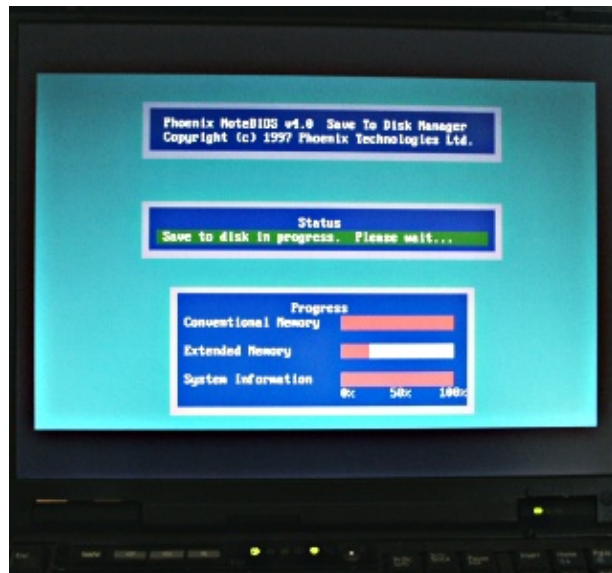 Phoenix NoteBIOS v4.0 Save To Disk Manager
Copyright (c) 1997 Phoenix Technologies Ltd.
Status
Save to disk in progress. Please wait...
Progress
Conventional Memory
Extended Memory
System Information
0% 50% 100%